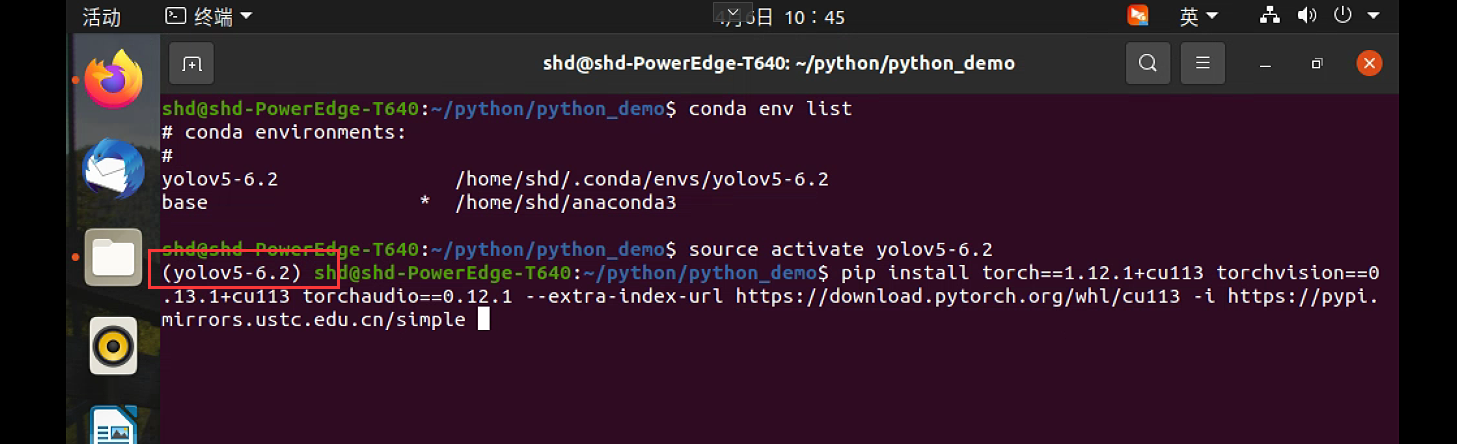 活动 终端 4月6日 10：45 英
shd@shd-PowerEdge-T640: ~/python/python_demo
shd@shd-PowerEdge-T640:~/python/python_demo$ conda env list
# conda environments:
#
yolov5-6.2 /home/shd/.conda/envs/yolov5-6.2
base * /home/shd/anaconda3
shd@shd-PowerEdge-T640:~/python/python_demo$ source activate yolov5-6.2
(yolov5-6.2) shd@shd-PowerEdge-T640:~/python/python_demo$ pip install torch==1.12.1+cu113 torchvision==0
.13.1+cu113 torchaudio==0.12.1 --extra-index-url https://download.pytorch.org/whl/cu113 -i https://pypi.
mirrors.ustc.edu.cn/simple